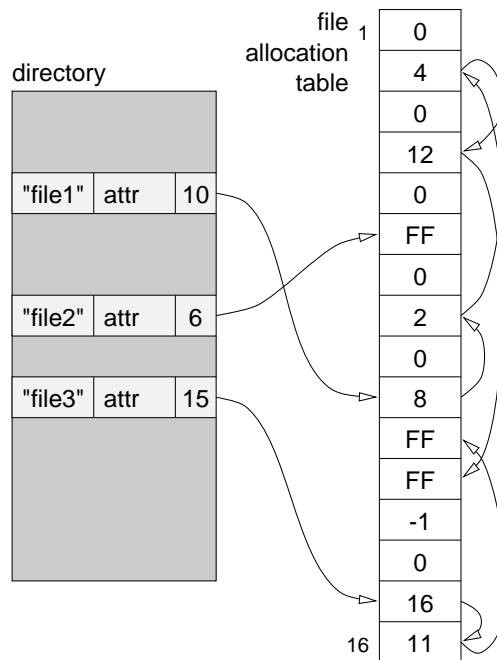 file
allocation
table
directory
"file1" attr 10
"file2" attr 6
"file3" attr 15
1
0
4
0
12
0
FF
0
2
0
8
FF
FF
-1
0
16
16
11